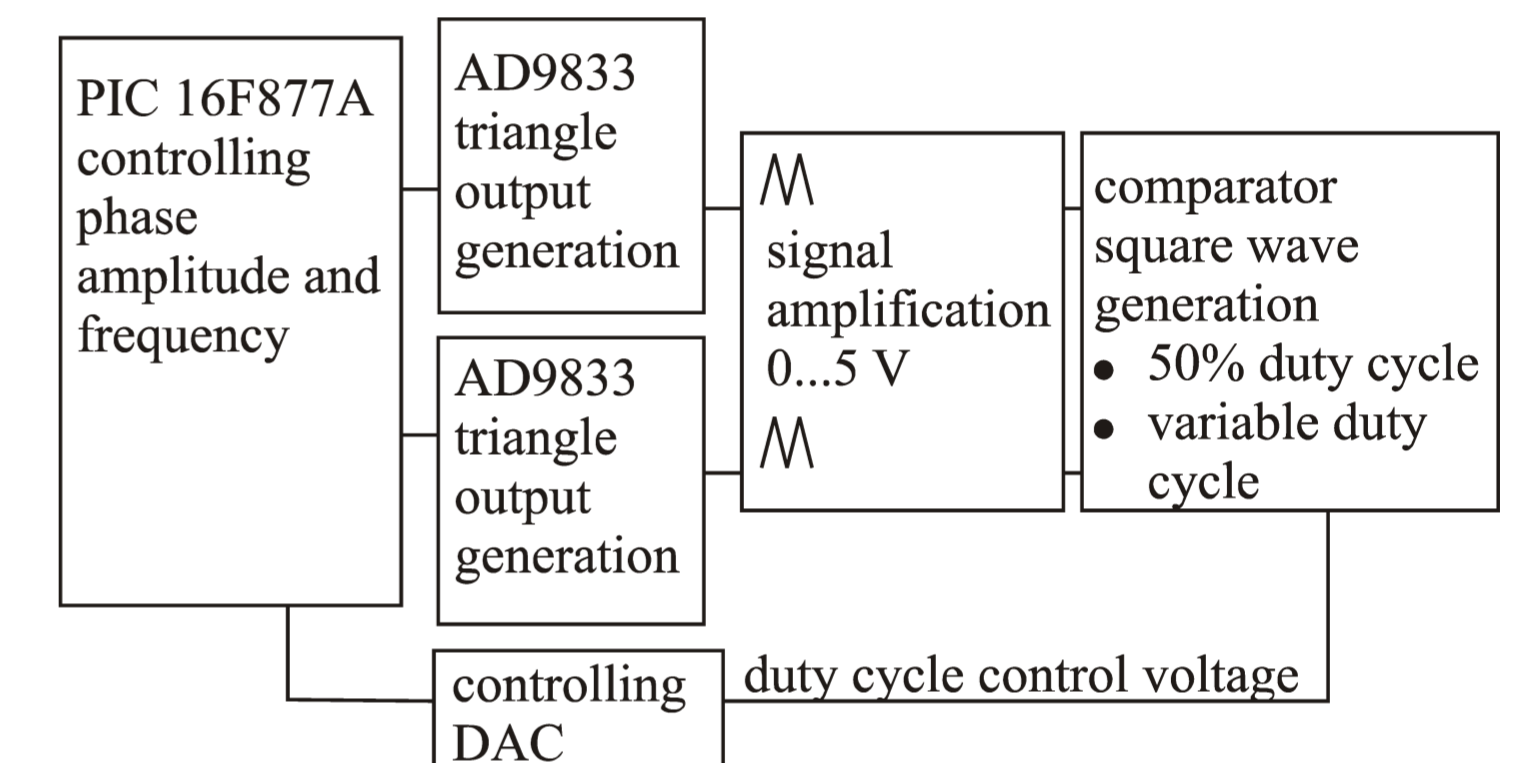 PIC 16F877A
controlling
phase
amplitude and
frequency
AD9833
triangle
output
generation
AD9833
triangle
output
generation
signal
amplification
0...5 V
comparator
square wave
generation
• 50% duty cycle
• variable duty
cycle
controlling
DAC
duty cycle control voltage